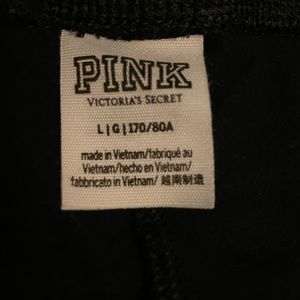 PINK
VICTORIA'S SECRET
L|G|170/80A
made in Vietnam/fabriqué au
Vietnam/hecho en Vietnam/
fabbricato in Vietnam/ 越南制造